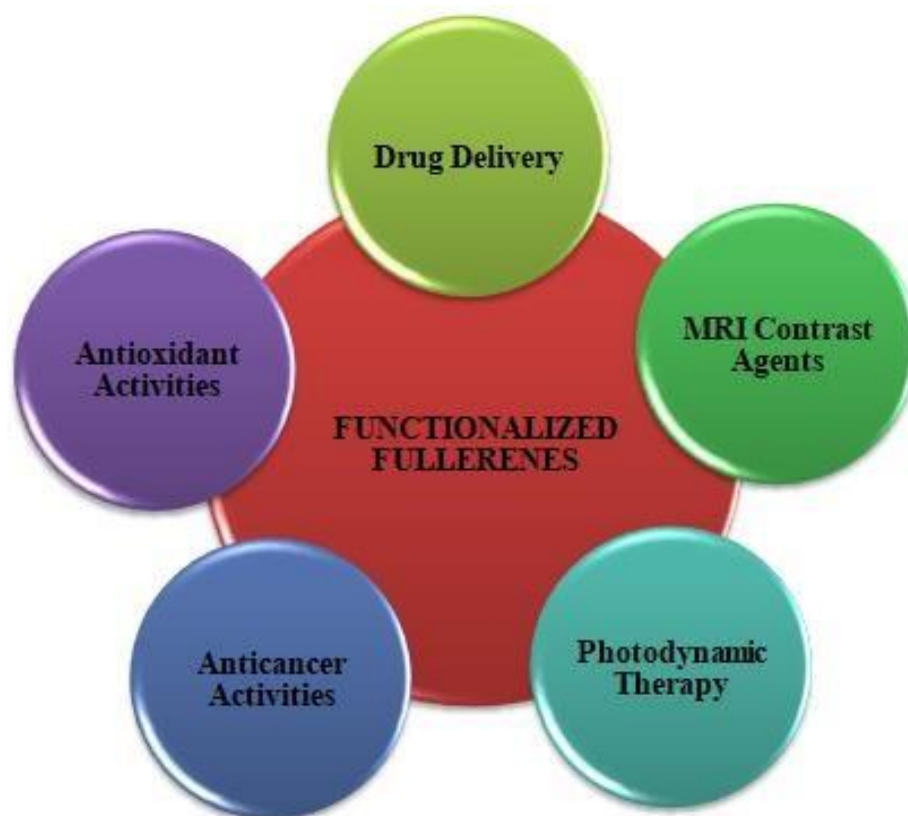 Drug Delivery
MRI Contrast
Agents
Antioxidant
Activities
FUNCTIONALIZED
FULLERENES
Anticancer
Activities
Photodynamic
Therapy